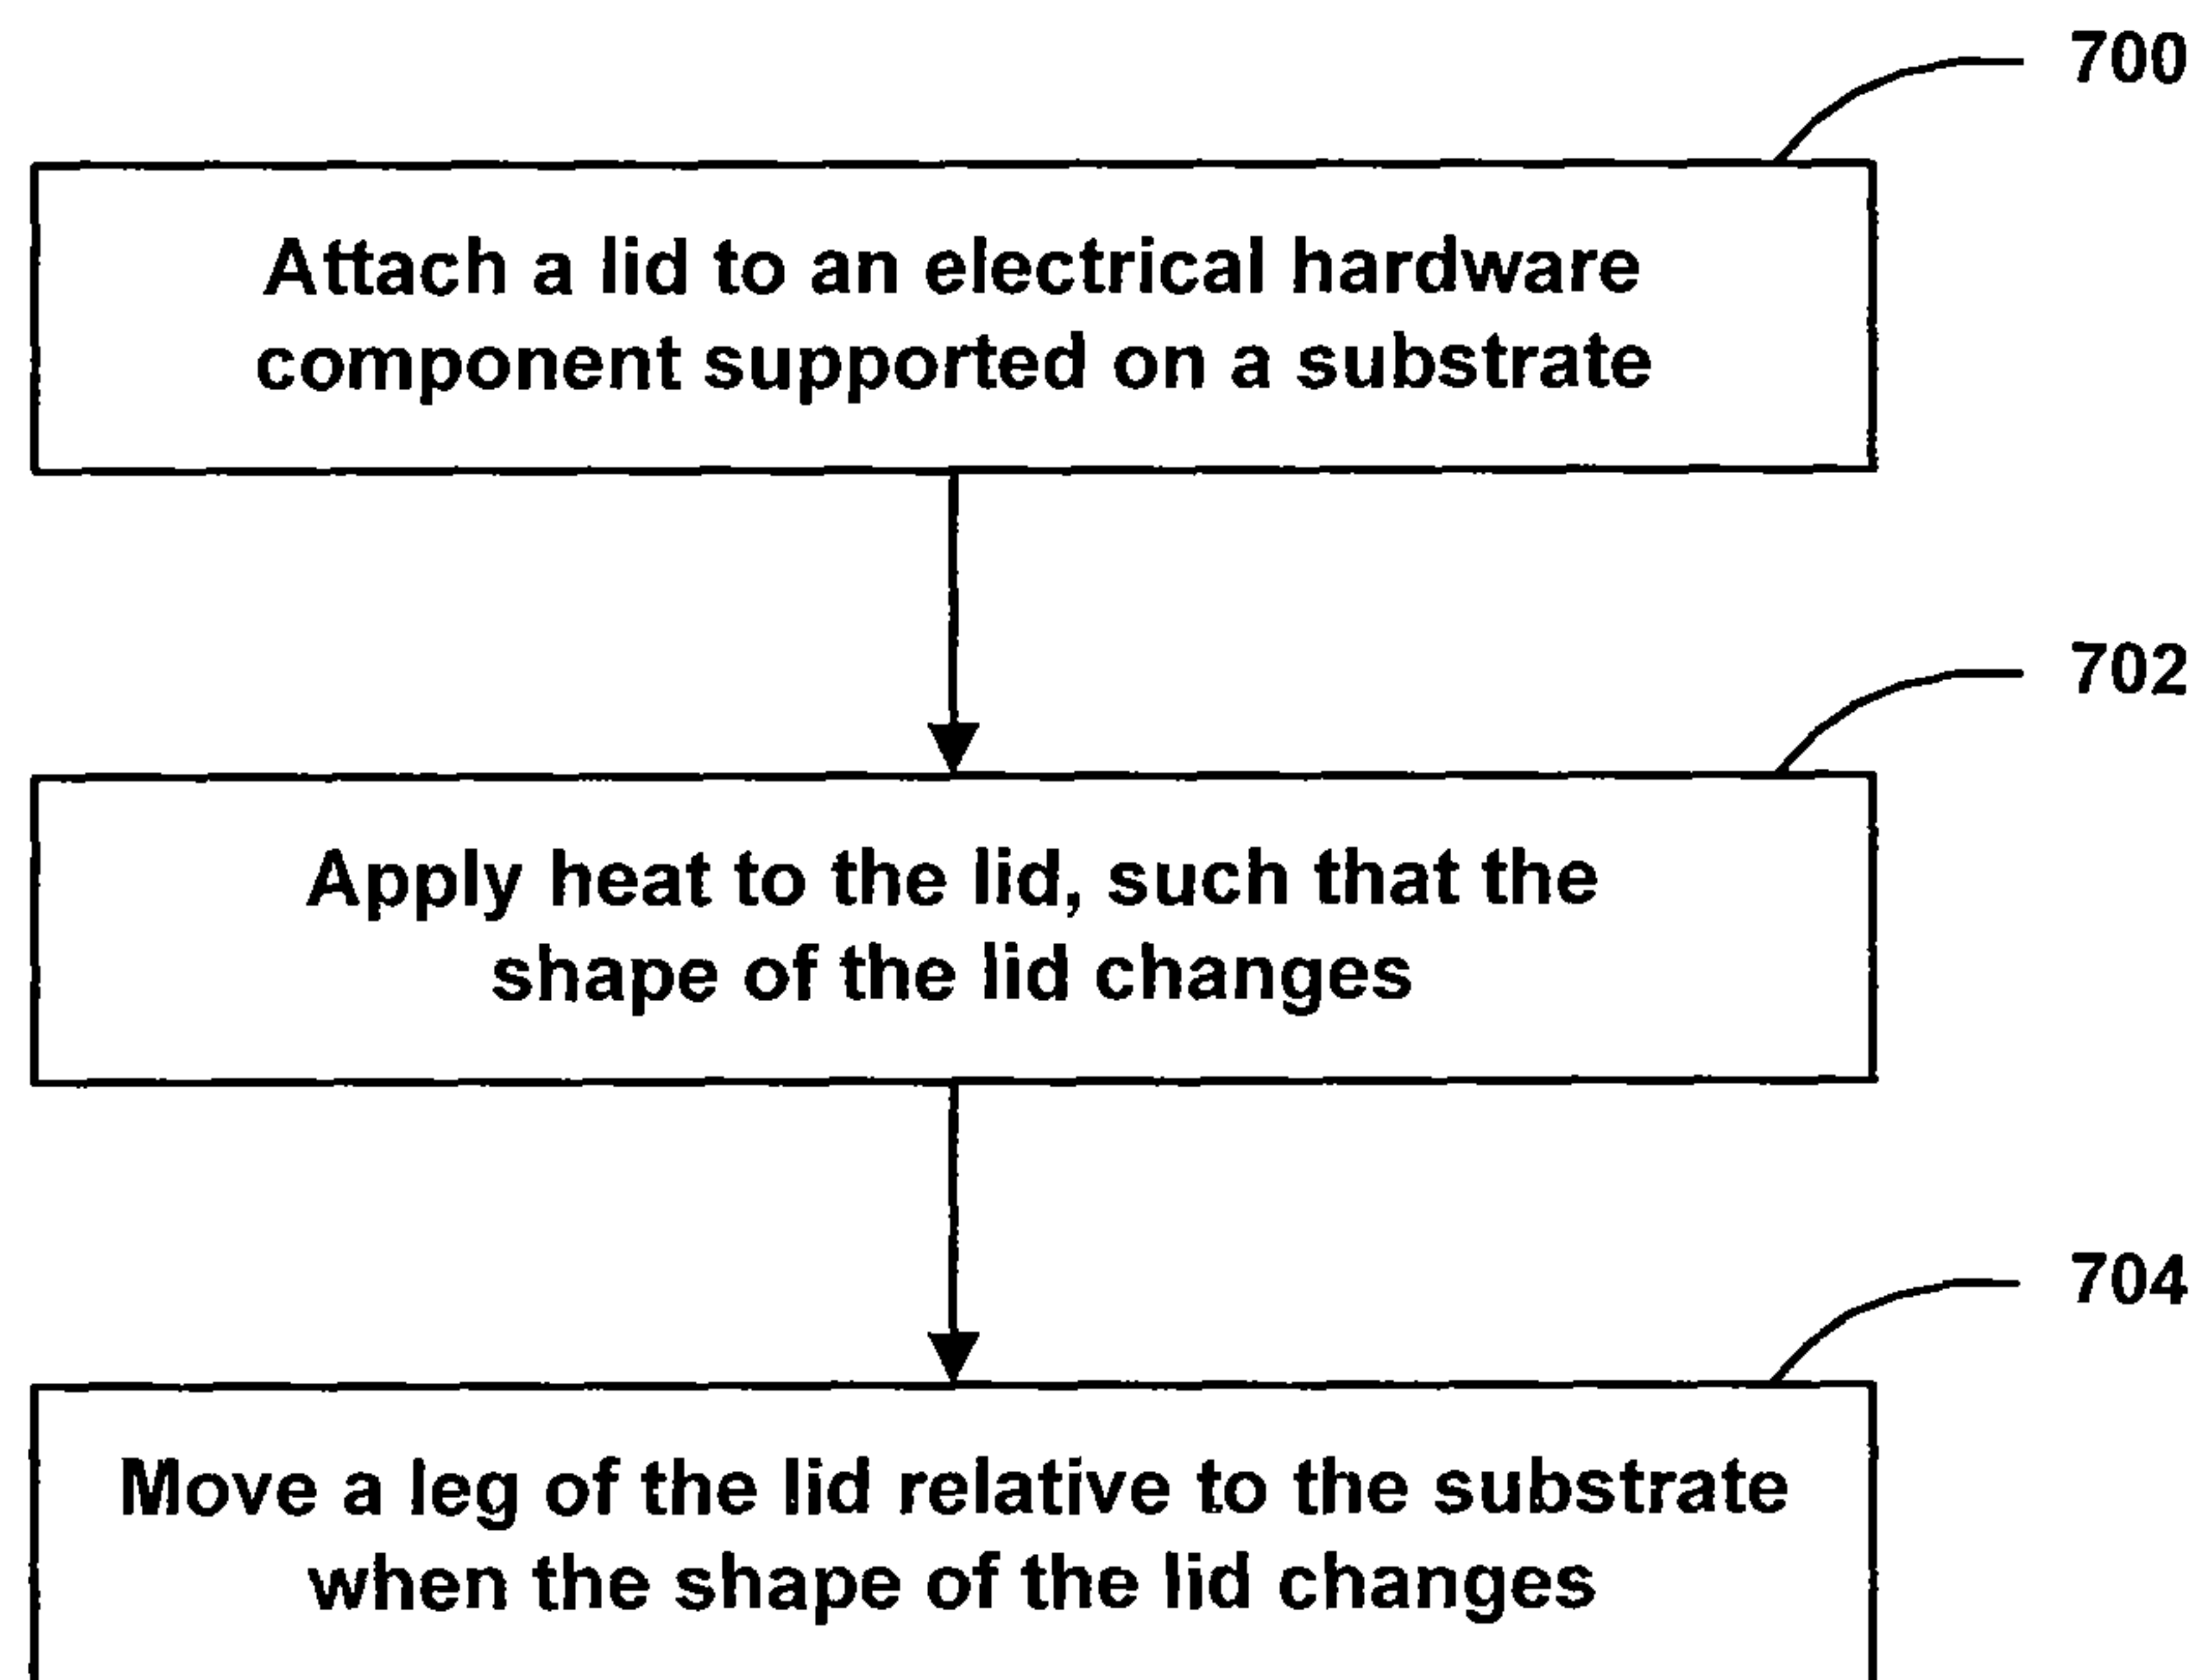 700
Attach a lid to an electrical hardware
component supported on a substrate
702
Apply heat to the lid, such that the
shape of the lid changes
704
Move a leg of the lid relative to the substrate
when the shape of the lid changes